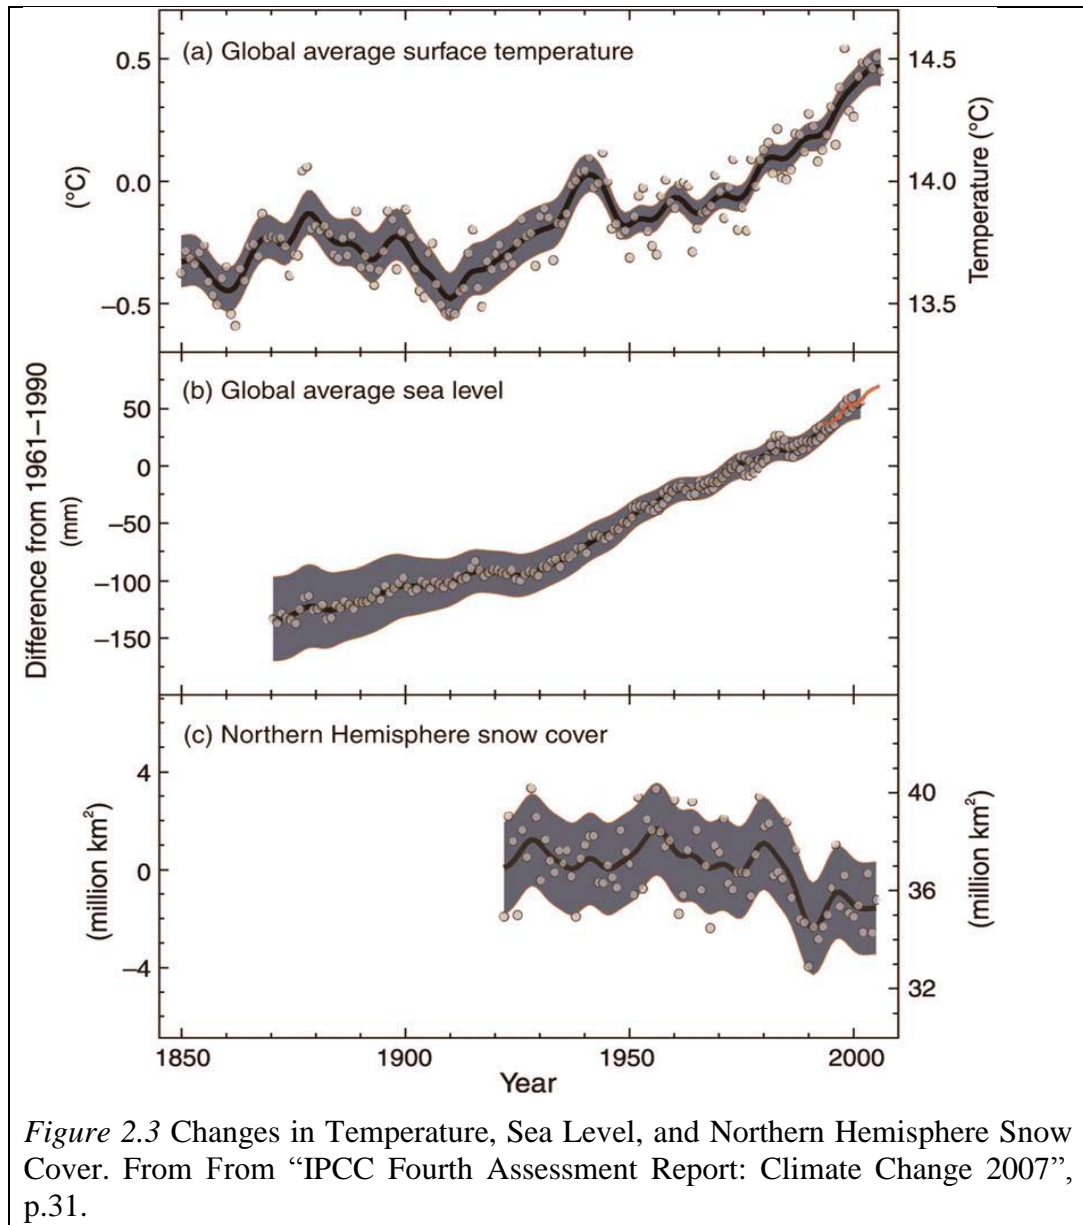 (a) Global average surface temperature
0.5
0.0
−0.5
(°C)
14.5
14.0
13.5
Temperature (°C)
(b) Global average sea level
50
0
−50
−100
−150
Difference from 1961–1990
(mm)
(c) Northern Hemisphere snow cover
4
0
−4
(million km²)
40
36
32
(million km²)
1850
1900
1950
2000
Year
Figure 2.3 Changes in Temperature, Sea Level, and Northern Hemisphere Snow
Cover. From From “IPCC Fourth Assessment Report: Climate Change 2007”,
p.31.